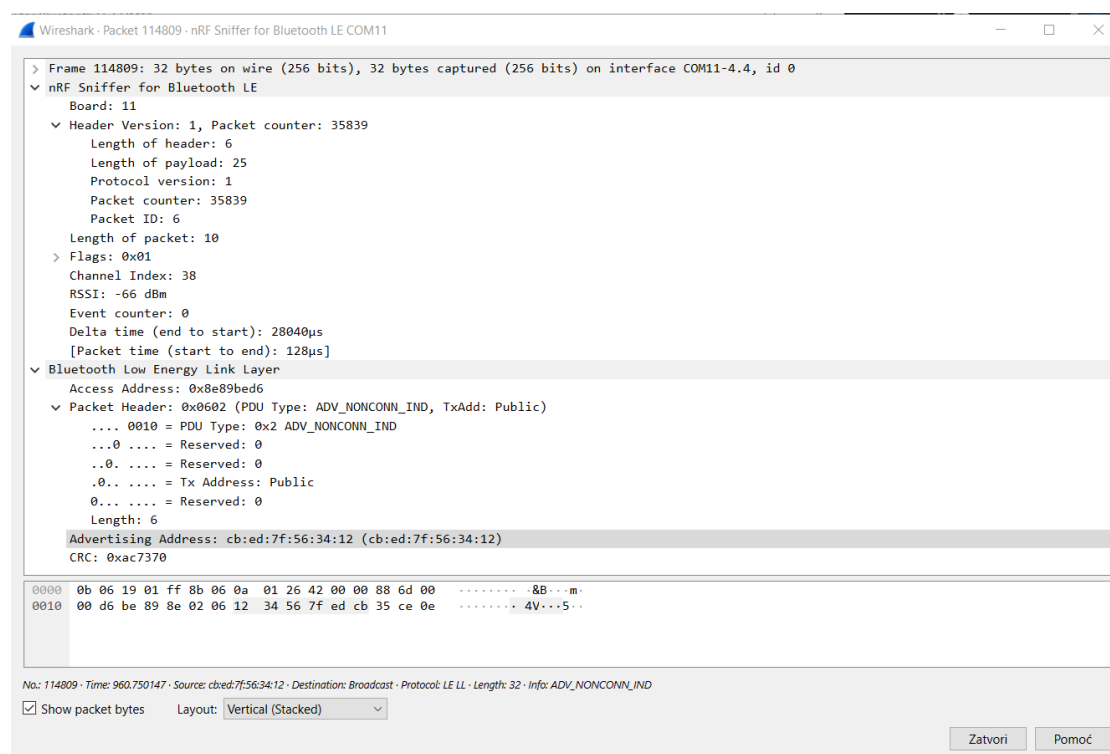 Wireshark · Packet 114809 · nRF Sniffer for Bluetooth LE COM11
Frame 114809: 32 bytes on wire (256 bits), 32 bytes captured (256 bits) on interface COM11-4.4, id 0
nRF Sniffer for Bluetooth LE
Board: 11
Header Version: 1, Packet counter: 35839
Length of header: 6
Length of payload: 25
Protocol version: 1
Packet counter: 35839
Packet ID: 6
Length of packet: 10
Flags: 0x01
Channel Index: 38
RSSI: -66 dBm
Event counter: 0
Delta time (end to start): 28040µs
[Packet time (start to end): 128µs]
Bluetooth Low Energy Link Layer
Access Address: 0x8e89bed6
Packet Header: 0x0602 (PDU Type: ADV_NONCONN_IND, TxAdd: Public)
.... 0010 = PDU Type: 0x2 ADV_NONCONN_IND
...0 .... = Reserved: 0
..0. .... = Reserved: 0
.0.. .... = Tx Address: Public
0... .... = Reserved: 0
Length: 6
Advertising Address: cb:ed:7f:56:34:12 (cb:ed:7f:56:34:12)
CRC: 0xac7370
0000 0b 06 19 01 ff 8b 06 0a 01 26 42 00 00 88 6d 00 ········ ·&B···m·
0010 00 d6 be 89 8e 02 06 12 34 56 7f ed cb 35 ce 0e ········ 4V···5··
No.: 114809 · Time: 960.750147 · Source: cb:ed:7f:56:34:12 · Destination: Broadcast · Protocol: LE LL · Length: 32 · Info: ADV_NONCONN_IND
Show packet bytes Layout: Vertical (Stacked)
Zatvori Pomoć